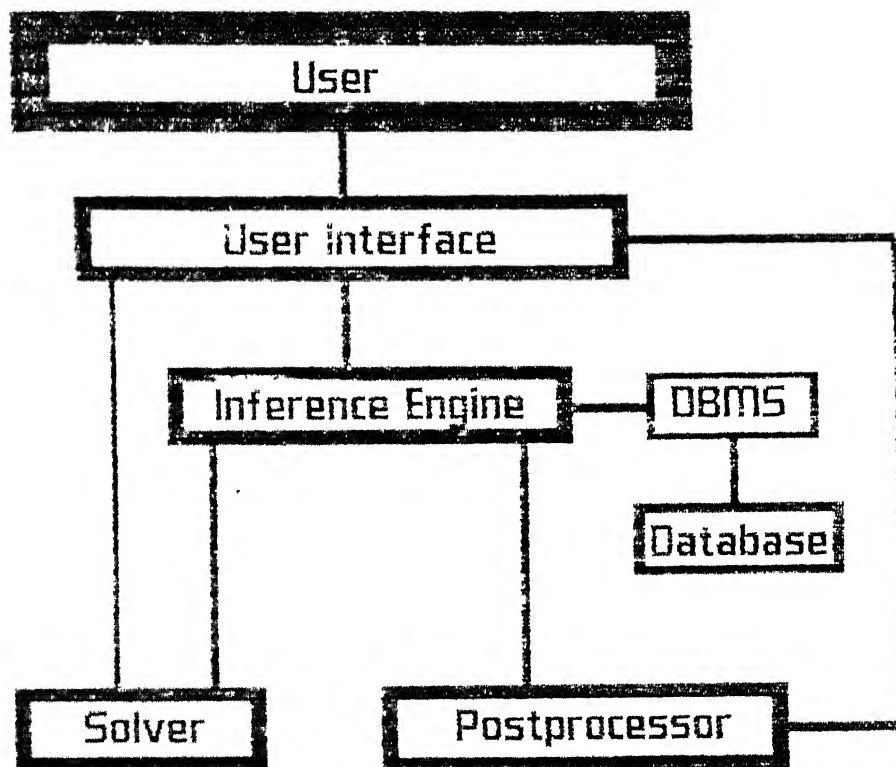 User
User Interface
Inference Engine
DBMS
Database
Solver
Postprocessor